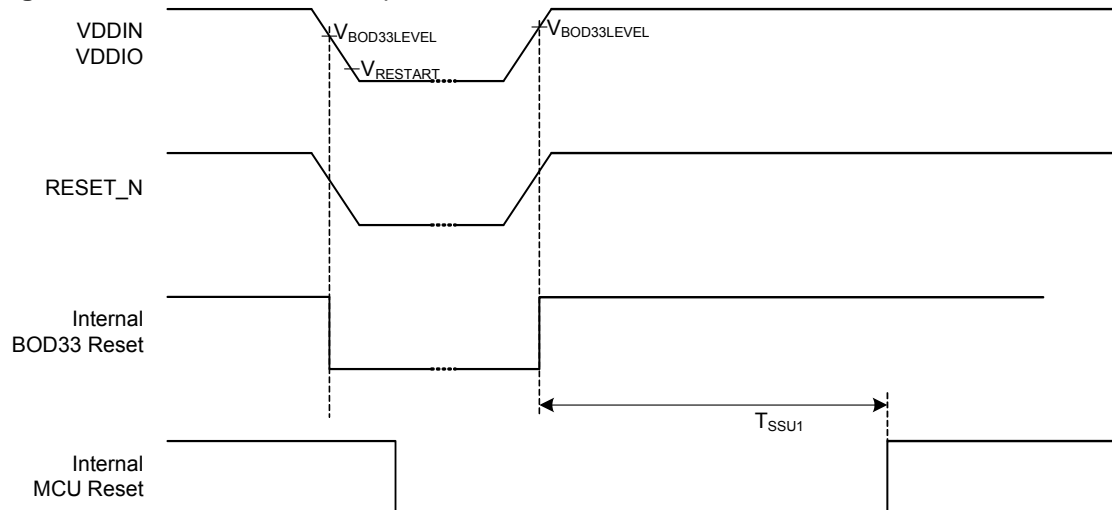 VDDIN
VDDIO
VBOD33LEVEL
VBOD33LEVEL
VRESTART
RESET_N
Internal
BOD33 Reset
TSSU1
Internal
MCU Reset